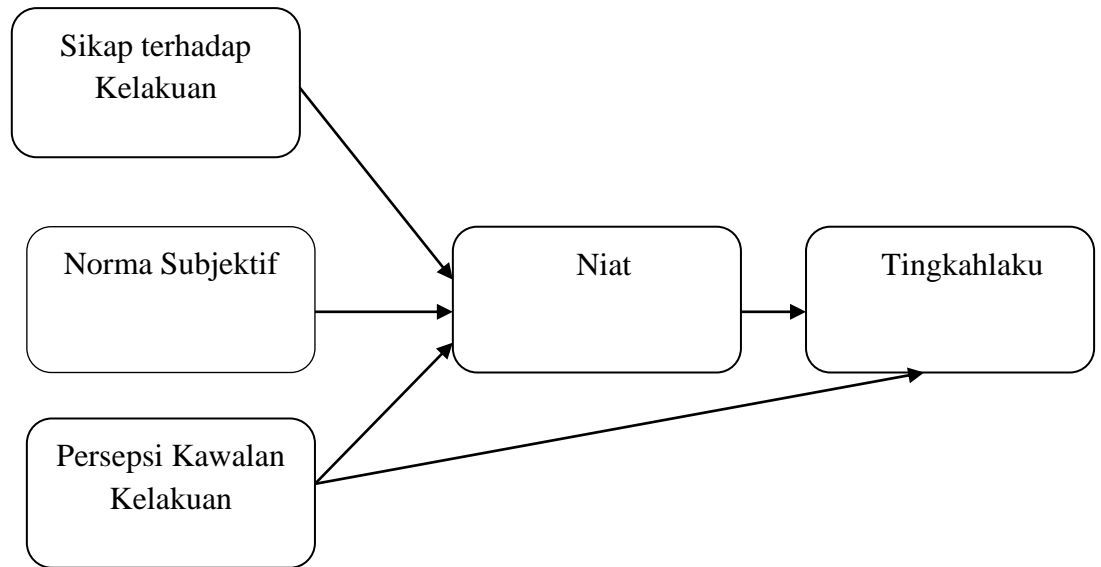 Sikap terhadap
Kelakuan
Norma Subjektif
Niat
Tingkahlaku
Persepsi Kawalan
Kelakuan